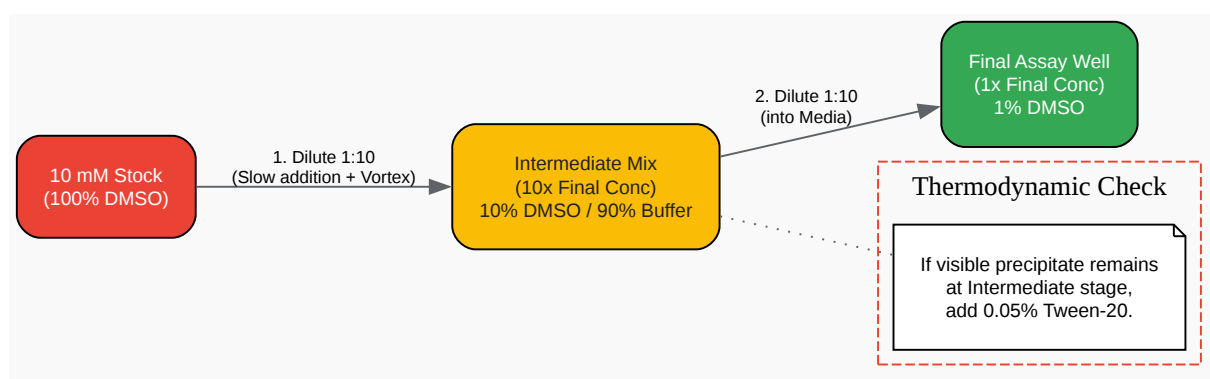 10 mM Stock
(100% DMSO)
1. Dilute 1:10
(Slow addition + Vortex)
Intermediate Mix
(10x Final Conc)
10% DMSO / 90% Buffer
2. Dilute 1:10
(into Media)
Final Assay Well
(1x Final Conc)
1% DMSO
Thermodynamic Check
If visible precipitate remains
at Intermediate stage,
add 0.05% Tween-20.